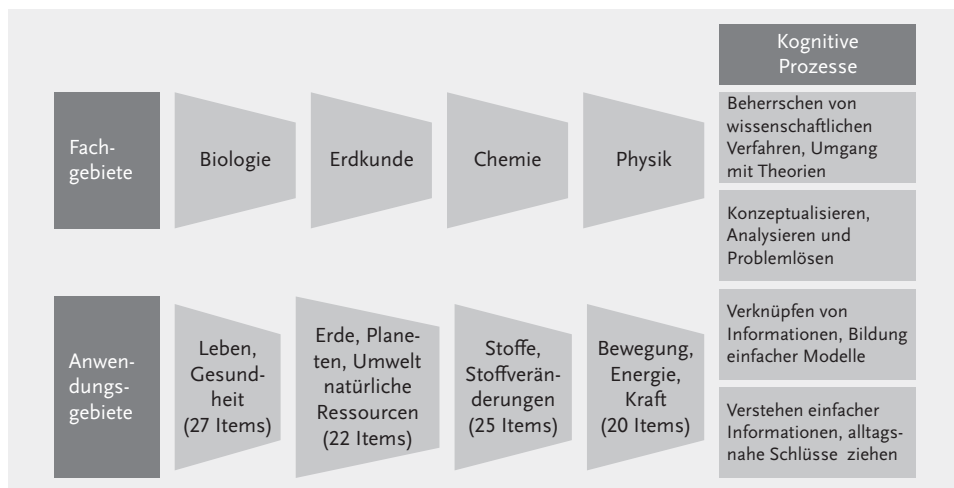 Kognitive
Prozesse
Fach-
gebiete
Biologie
Erdkunde
Chemie
Physik
Beherrschen von
wissenschaftlichen
Verfahren, Umgang
mit Theorien
Konzeptualisieren,
Analysieren und
Problemlösen
Anwen-
dungs-
gebiete
Leben,
Gesund-
heit
(27 Items)
Erde, Plane-
ten, Umwelt
natürliche
Ressourcen
(22 Items)
Stoffe,
Stoffverän-
derungen
(25 Items)
Bewegung,
Energie,
Kraft
(20 Items)
Verknüpfen von
Informationen, Bildung
einfacher Modelle
Verstehen einfacher
Informationen, alltags-
nahe Schlüsse ziehen